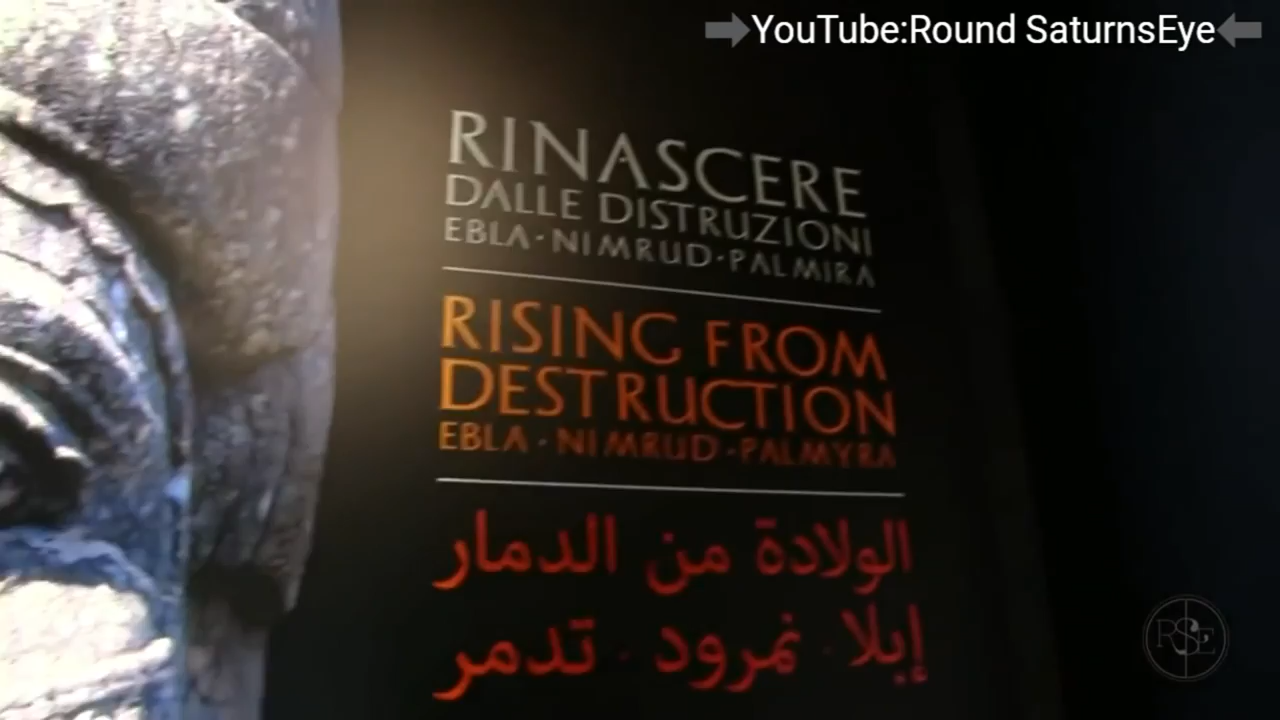 ➡YouTube:Round SaturnsEye⬅
RINASCERE
DALLE DISTRUZIONI
EBLA·NIMRUD·PALMIRA
RISING FROM
DESTRUCTION
EBLA·NIMRUD·PALMYRA
الولادة من الدمار
إيلا · نمرود · تدمر
RSE